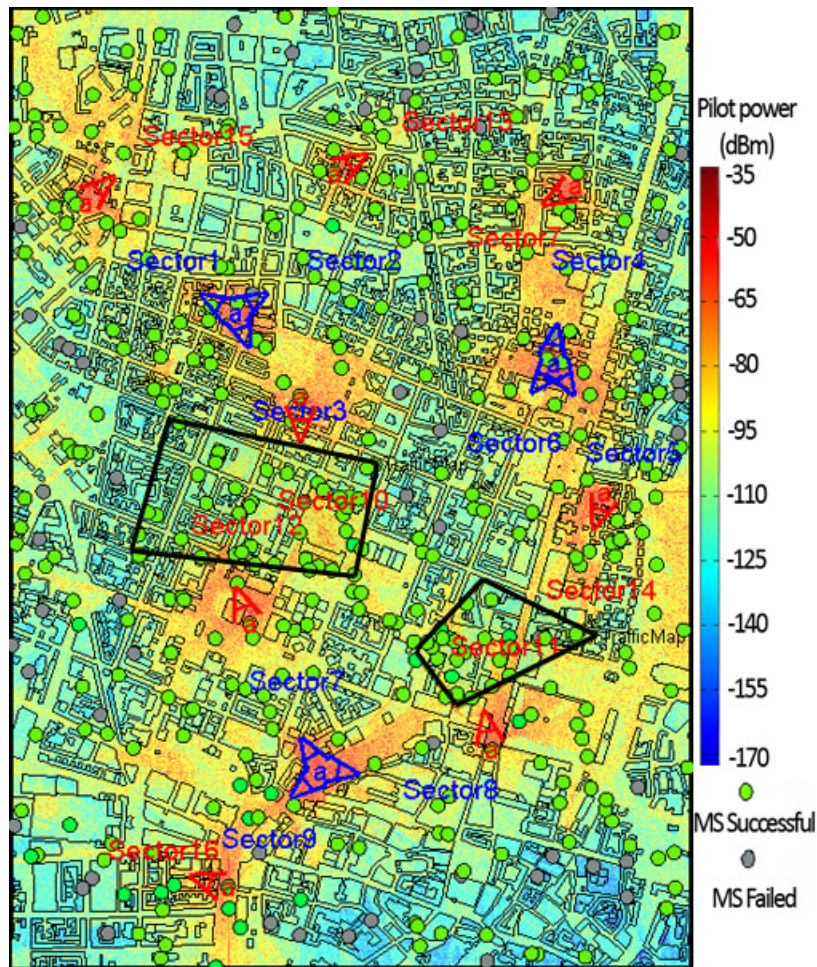 Sector15
Sector13
a
a
a
Sector7
Sector1
Sector2
Sector4
a
a
a
Sector3
Sector6
Sector5
TrafficMap
Sector10
Sector12
a
Sector14
a
TrafficMap
Sector11
Sector7
a
a
Sector8
Sector9
Sector16
a
Pilot power
(dBm)
-35
-50
-65
-80
-95
-110
-125
-140
-155
-170
MS Successful
MS Failed